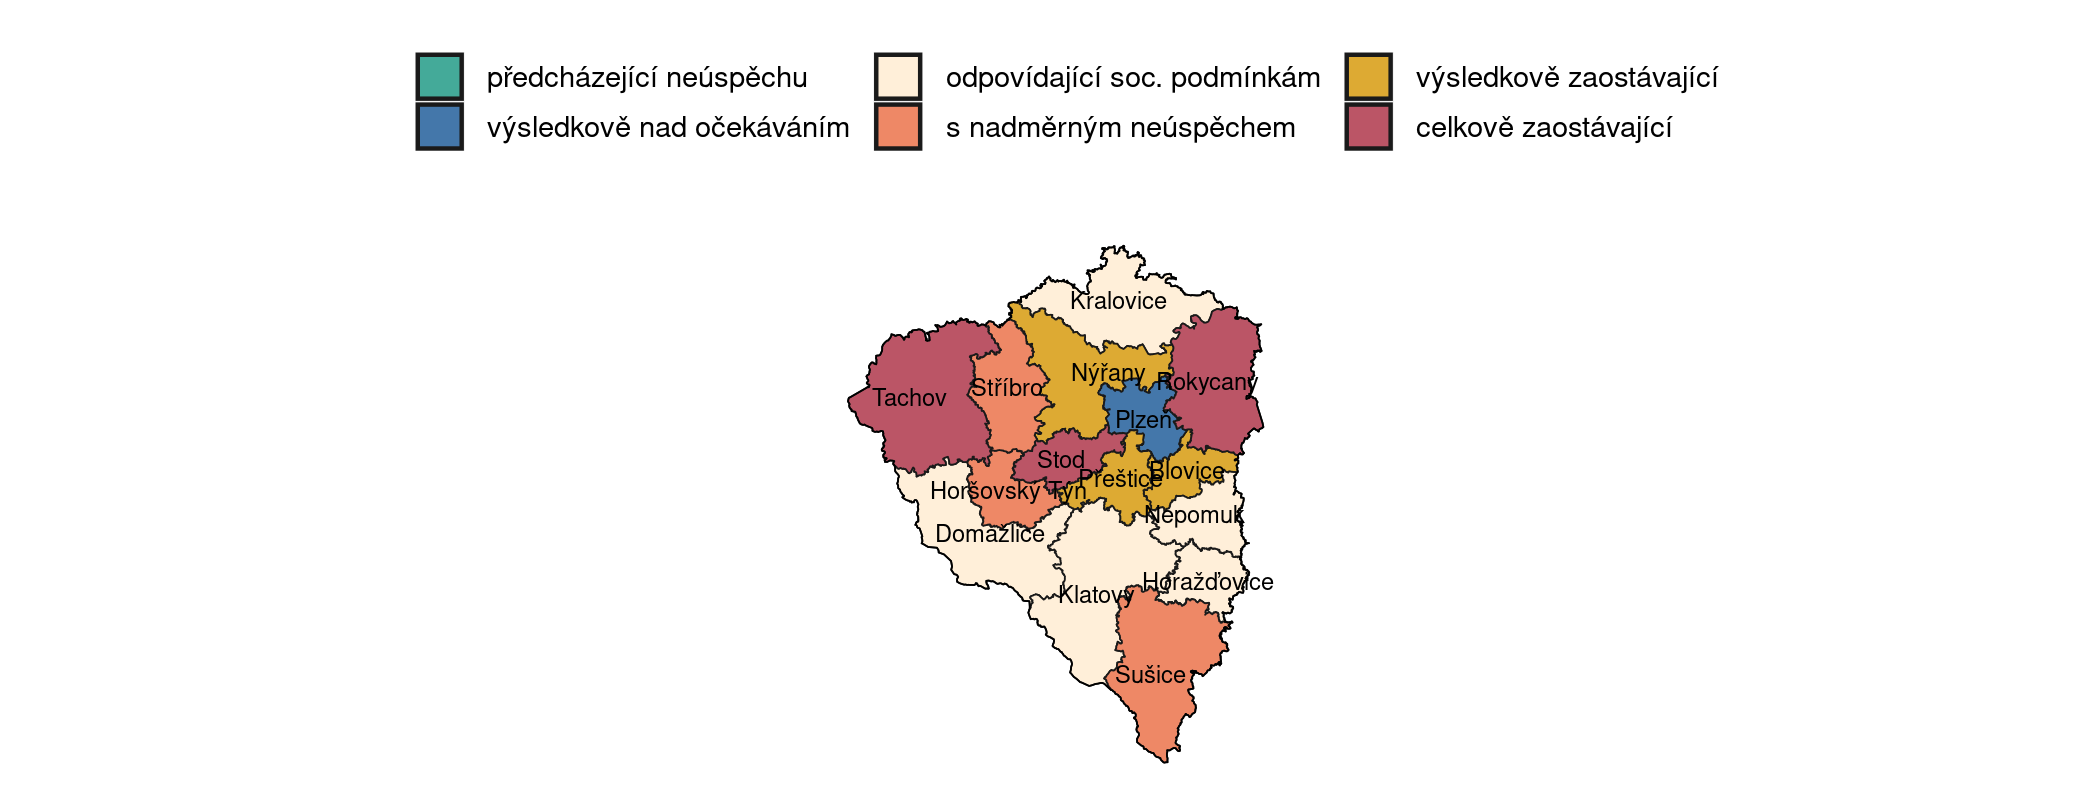 předcházející neúspěchu
odpovídající soc. podmínkám
výsledkově zaostávající
výsledkově nad očekáváním
s nadměrným neúspěchem
celkově zaostávající
Kralovice
Nýřany
Rokycany
Stříbro
Tachov
Plzeň
Stod
Blovice
Přeštice
Horšovský Týn
Nepomuk
Domažlice
Horažďovice
Klatovy
Sušice